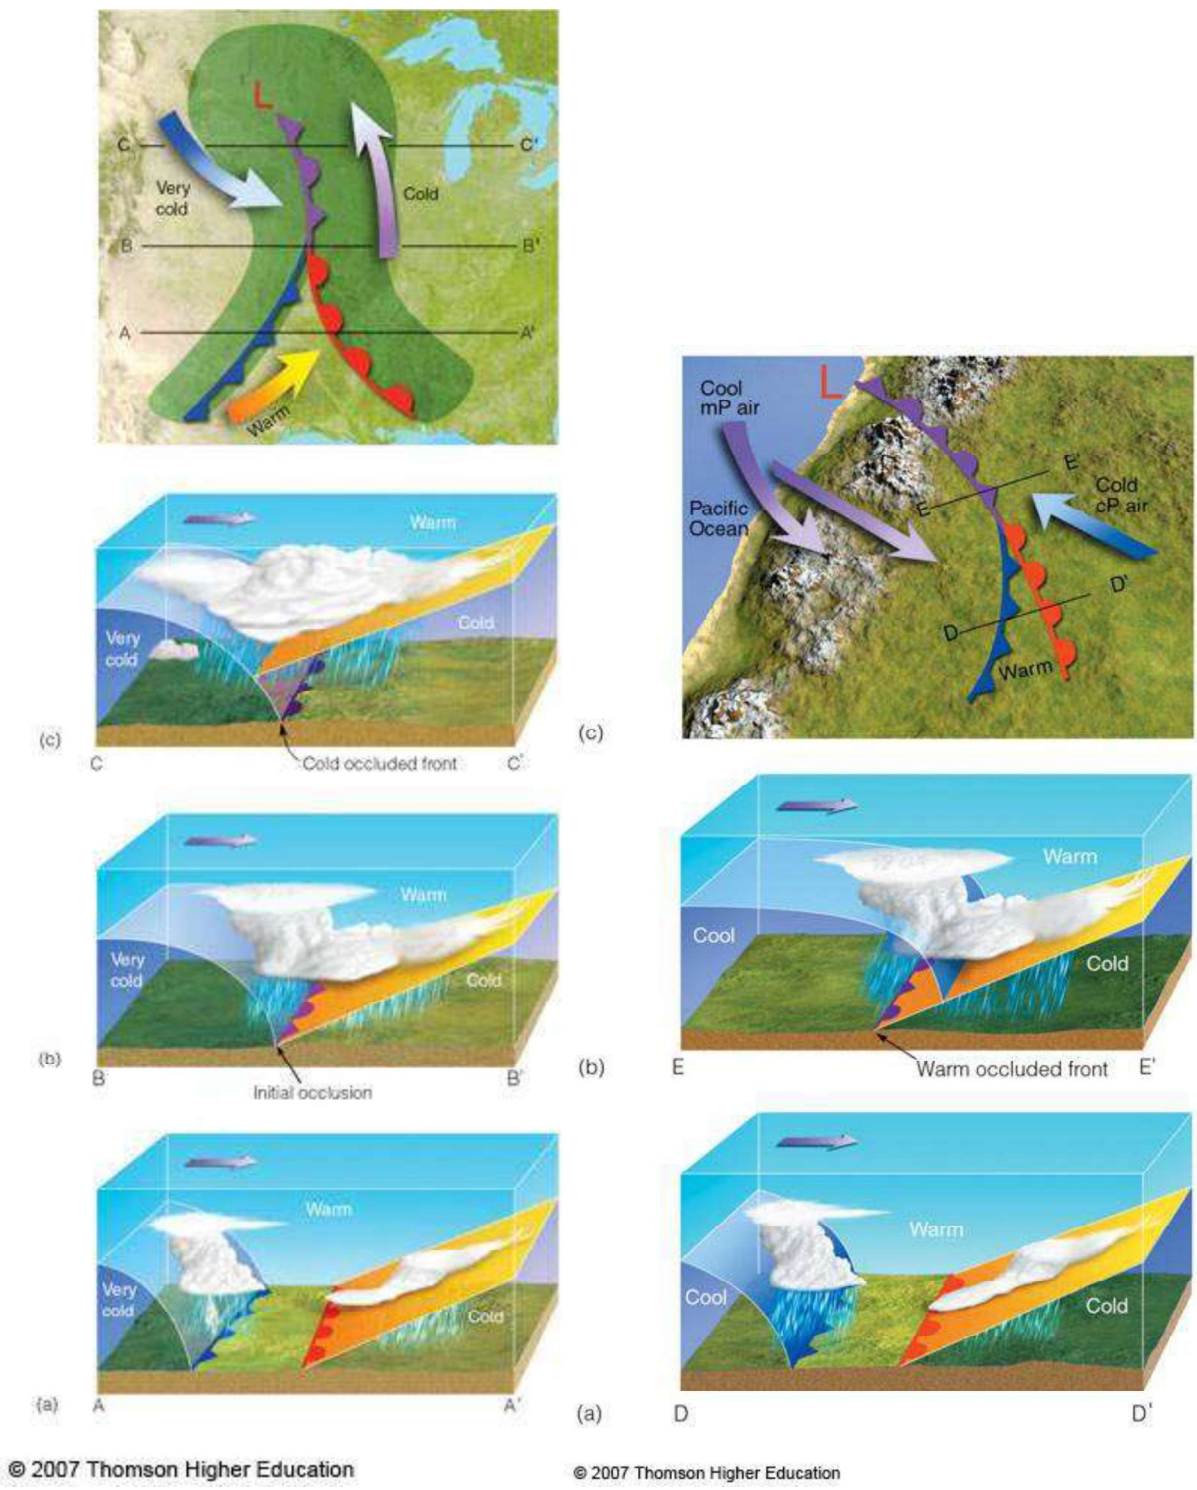 L
C
C'
Very
cold
Cold
B
B'
A
A'
Warm
Warm
Very
cold
Cold
(c)
C
Cold occluded front
C'
Warm
Very
cold
Cold
(b)
B
B'
Initial occlusion
Warm
Very
cold
Cold
(a)
A
A'
© 2007 Thomson Higher Education
L
Cool
mP air
E'
Cold
cP air
Pacific
Ocean
E
D'
D
Warm
(c)
Warm
Cool
Cold
(b)
E
Warm occluded front
E'
Warm
Cool
Cold
(a)
D
D'
© 2007 Thomson Higher Education